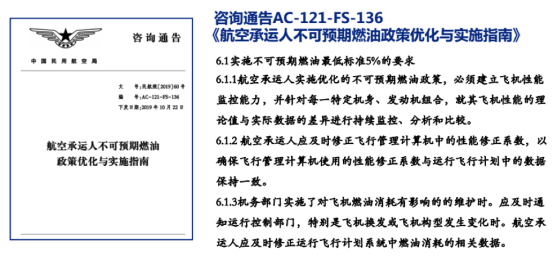 咨询通告
中国民用航空局
文 号：民航规[2019]60号
编 号：AC-121-FS-136
下发日期：2019年10月22日
航空承运人不可预期燃油
政策优化与实施指南
咨询通告AC-121-FS-136
《航空承运人不可预期燃油政策优化与实施指南》
6.1实施不可预期燃油最低标准5%的要求
6.1.1航空承运人实施优化的不可预期燃油政策，必须建立飞机性能
监控能力，并针对每一特定机身、发动机组合，就其飞机性能的理
论值与实际数据的差异进行持续监控、分析和比较。
6.1.2 航空承运人应及时修正飞行管理计算机中的性能修正系数，以
确保飞行管理计算机使用的性能修正系数与运行飞行计划中的数据
保持一致。
6.1.3机务部门实施了对飞机燃油消耗有影响的的维护时。应及时通
知运行控制部门，特别是飞机换发或飞机构型发生变化时。航空承
运人应及时修正运行飞行计划系统中燃油消耗的相关数据。